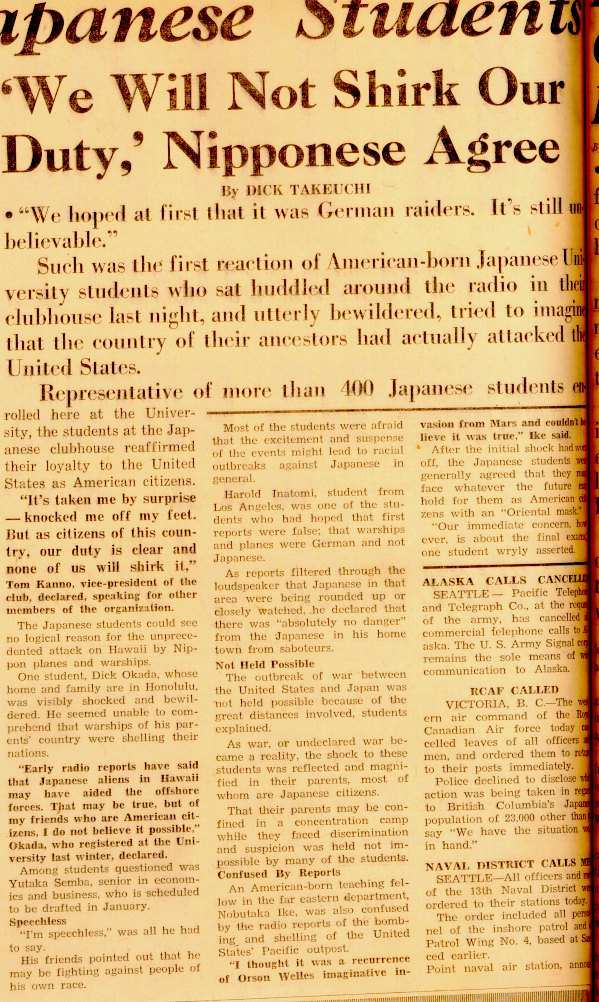 apanese Students
‘We Will Not Shirk Our
Duty,’ Nipponese Agree
By DICK TAKEUCHI
• “We hoped at first that it was German raiders. It’s still un-
believable.”
Such was the first reaction of American-born Japanese Uni-
versity students who sat huddled around the radio in their
clubhouse last night, and utterly bewildered, tried to imagine
that the country of their ancestors had actually attacked the
United States.
Representative of more than 400 Japanese students en-
rolled here at the Univer-
sity, the students at the Jap-
anese clubhouse reaffirmed
their loyalty to the United
States as American citizens.
“It’s taken me by surprise
—knocked me off my feet.
But as citizens of this coun-
try, our duty is clear and
none of us will shirk it,”
Tom Kanno, vice-president of the
club, declared, speaking for other
members of the organization.
The Japanese students could see
no logical reason for the unprece-
dented attack on Hawaii by Nip-
pon planes and warships.
One student, Dick Okada, whose
home and family are in Honolulu,
was visibly shocked and bewil-
dered. He seemed unable to com-
prehend that warships of his par-
ents’ country were shelling their
nations.
“Early radio reports have said
that Japanese aliens in Hawaii
may have aided the offshore
forces. That may be true, but of
my friends who are American cit-
izens, I do not believe it possible,”
Okada, who registered at the Uni-
versity last winter, declared.
Among students questioned was
Yutaka Semba, senior in econom-
ics and business, who is scheduled
to be drafted in January.
Speechless
“I’m speechless,” was all he had
to say.
His friends pointed out that he
may be fighting against people of
his own race.
Most of the students were afraid
that the excitement and suspense
of the events might lead to racial
outbreaks against Japanese in
general.
Harold Inatomi, student from
Los Angeles, was one of the stu-
dents who had hoped that first
reports were false; that warships
and planes were German and not
Japanese.
As reports filtered through the
loudspeaker that Japanese in that
area were being rounded up or
closely watched, he declared that
there was “absolutely no danger”
from the Japanese in his home
town from saboteurs.
Not Held Possible
The outbreak of war between
the United States and Japan was
not held possible because of the
great distances involved, students
explained.
As war, or undeclared war be-
came a reality, the shock to these
students was reflected and magni-
fied in their parents, most of
whom are Japanese citizens.
That their parents may be con-
fined in a concentration camp
while they faced discrimination
and suspicion was held not im-
possible by many of the students.
Confused By Reports
An American-born teaching fel-
low in the far eastern department,
Nobutaka Ike, was also confused
by the radio reports of the bomb-
ing and shelling of the United
States’ Pacific outpost.
“I thought it was a recurrence
of Orson Welles imaginative in-
vasion from Mars and couldn’t be-
lieve it was true,” Ike said.
After the initial shock had worn
off, the Japanese students were
generally agreed that they must
face whatever the future may
hold for them as American citi-
zens with an “Oriental mask.”
“Our immediate concern, how-
ever, is about the final exams,”
one student wryly asserted.
ALASKA CALLS CANCELLED
SEATTLE— Pacific Telephone
and Telegraph Co., at the request
of the army, has cancelled all
commercial telephone calls to Al-
aska. The U. S. Army Signal corps
remains the sole means of
communication to Alaska.
RCAF CALLED
VICTORIA, B. C.—The west-
ern air command of the Royal
Canadian Air force today can-
celled leaves of all officers and
men, and ordered them to return
to their posts immediately.
Police declined to disclose what
action was being taken in regard
to British Columbia’s Japanese
population of 23,000 other than to
say “We have the situation well
in hand.”
NAVAL DISTRICT CALLS
SEATTLE—All officers and men
of the 13th Naval District were
ordered to their stations today.
The order included all person-
nel of the inshore patrol and of
Patrol Wing No. 4, based at Sand
ced earlier.
Point naval air station, announ